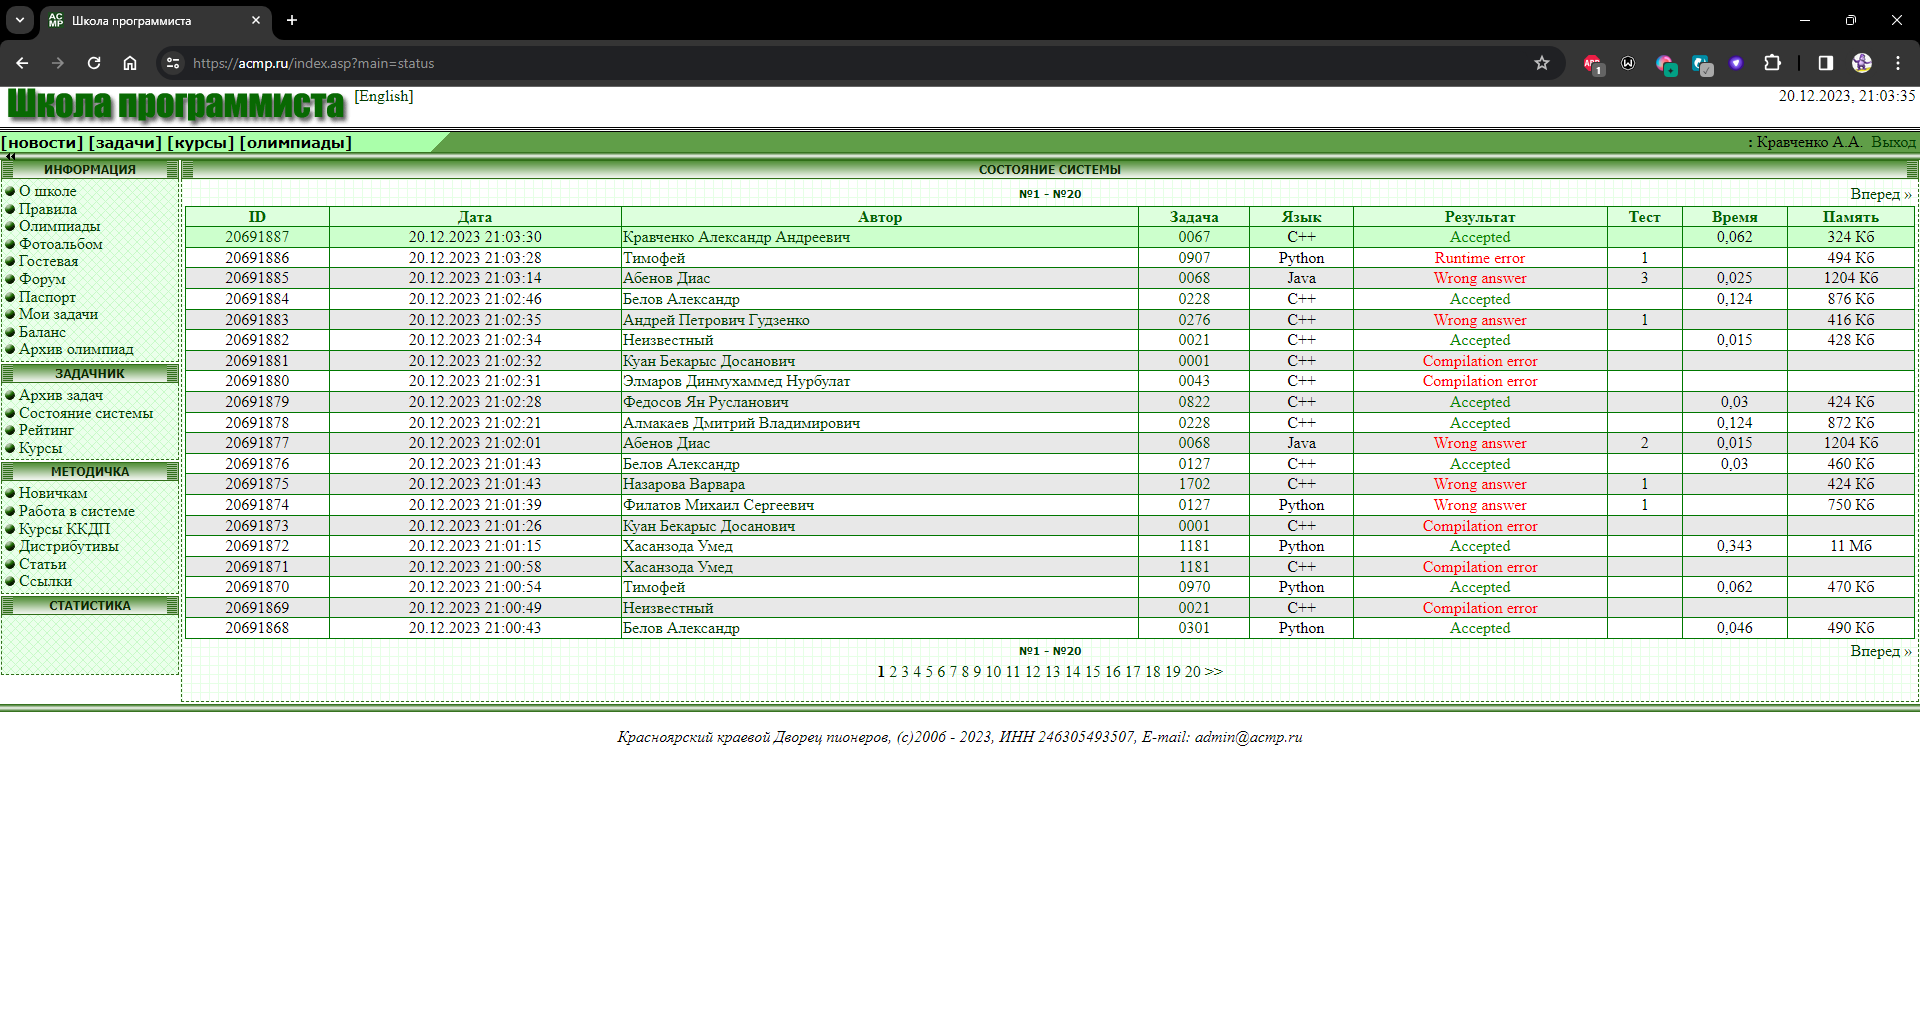 Школа программиста
https://acmp.ru/index.asp?main=status
Школа программиста [English] 20.12.2023, 21:03:35
[новости] [задачи] [курсы] [олимпиады] : Кравченко А.А. Выход
ИНФОРМАЦИЯ
О школе
Правила
Олимпиады
Фотоальбом
Гостевая
Форум
Паспорт
Мои задачи
Баланс
Архив олимпиад
ЗАДАЧНИК
Архив задач
Состояние системы
Рейтинг
Курсы
МЕТОДИЧКА
Новичкам
Работа в системе
Курсы ККДП
Дистрибутивы
Статьи
Ссылки
СТАТИСТИКА
СОСТОЯНИЕ СИСТЕМЫ
№1 - №20 Вперед »
ID Дата Автор Задача Язык Результат Тест Время Память
20691887 20.12.2023 21:03:30 Кравченко Александр Андреевич 0067 C++ Accepted 0,062 324 Кб
20691886 20.12.2023 21:03:28 Тимофей 0907 Python Runtime error 1 494 Кб
20691885 20.12.2023 21:03:14 Абенов Диас 0068 Java Wrong answer 3 0,025 1204 Кб
20691884 20.12.2023 21:02:46 Белов Александр 0228 C++ Accepted 0,124 876 Кб
20691883 20.12.2023 21:02:35 Андрей Петрович Гудзенко 0276 C++ Wrong answer 1 416 Кб
20691882 20.12.2023 21:02:34 Неизвестный 0021 C++ Accepted 0,015 428 Кб
20691881 20.12.2023 21:02:32 Куан Бекарыс Досанович 0001 C++ Compilation error
20691880 20.12.2023 21:02:31 Элмаров Динмухаммед Нурбулат 0043 C++ Compilation error
20691879 20.12.2023 21:02:28 Федосов Ян Русланович 0822 C++ Accepted 0,03 424 Кб
20691878 20.12.2023 21:02:21 Алмакаев Дмитрий Владимирович 0228 C++ Accepted 0,124 872 Кб
20691877 20.12.2023 21:02:01 Абенов Диас 0068 Java Wrong answer 2 0,015 1204 Кб
20691876 20.12.2023 21:01:43 Белов Александр 0127 C++ Accepted 0,03 460 Кб
20691875 20.12.2023 21:01:43 Назарова Варвара 1702 C++ Wrong answer 1 424 Кб
20691874 20.12.2023 21:01:39 Филатов Михаил Сергеевич 0127 Python Wrong answer 1 750 Кб
20691873 20.12.2023 21:01:26 Куан Бекарыс Досанович 0001 C++ Compilation error
20691872 20.12.2023 21:01:15 Хасанзода Умед 1181 Python Accepted 0,343 11 Мб
20691871 20.12.2023 21:00:58 Хасанзода Умед 1181 C++ Compilation error
20691870 20.12.2023 21:00:54 Тимофей 0970 Python Accepted 0,062 470 Кб
20691869 20.12.2023 21:00:49 Неизвестный 0021 C++ Compilation error
20691868 20.12.2023 21:00:43 Белов Александр 0301 Python Accepted 0,046 490 Кб
№1 - №20 Вперед »
1 2 3 4 5 6 7 8 9 10 11 12 13 14 15 16 17 18 19 20 >>
Красноярский краевой Дворец пионеров, (c)2006 - 2023, ИНН 246305493507, E-mail: admin@acmp.ru